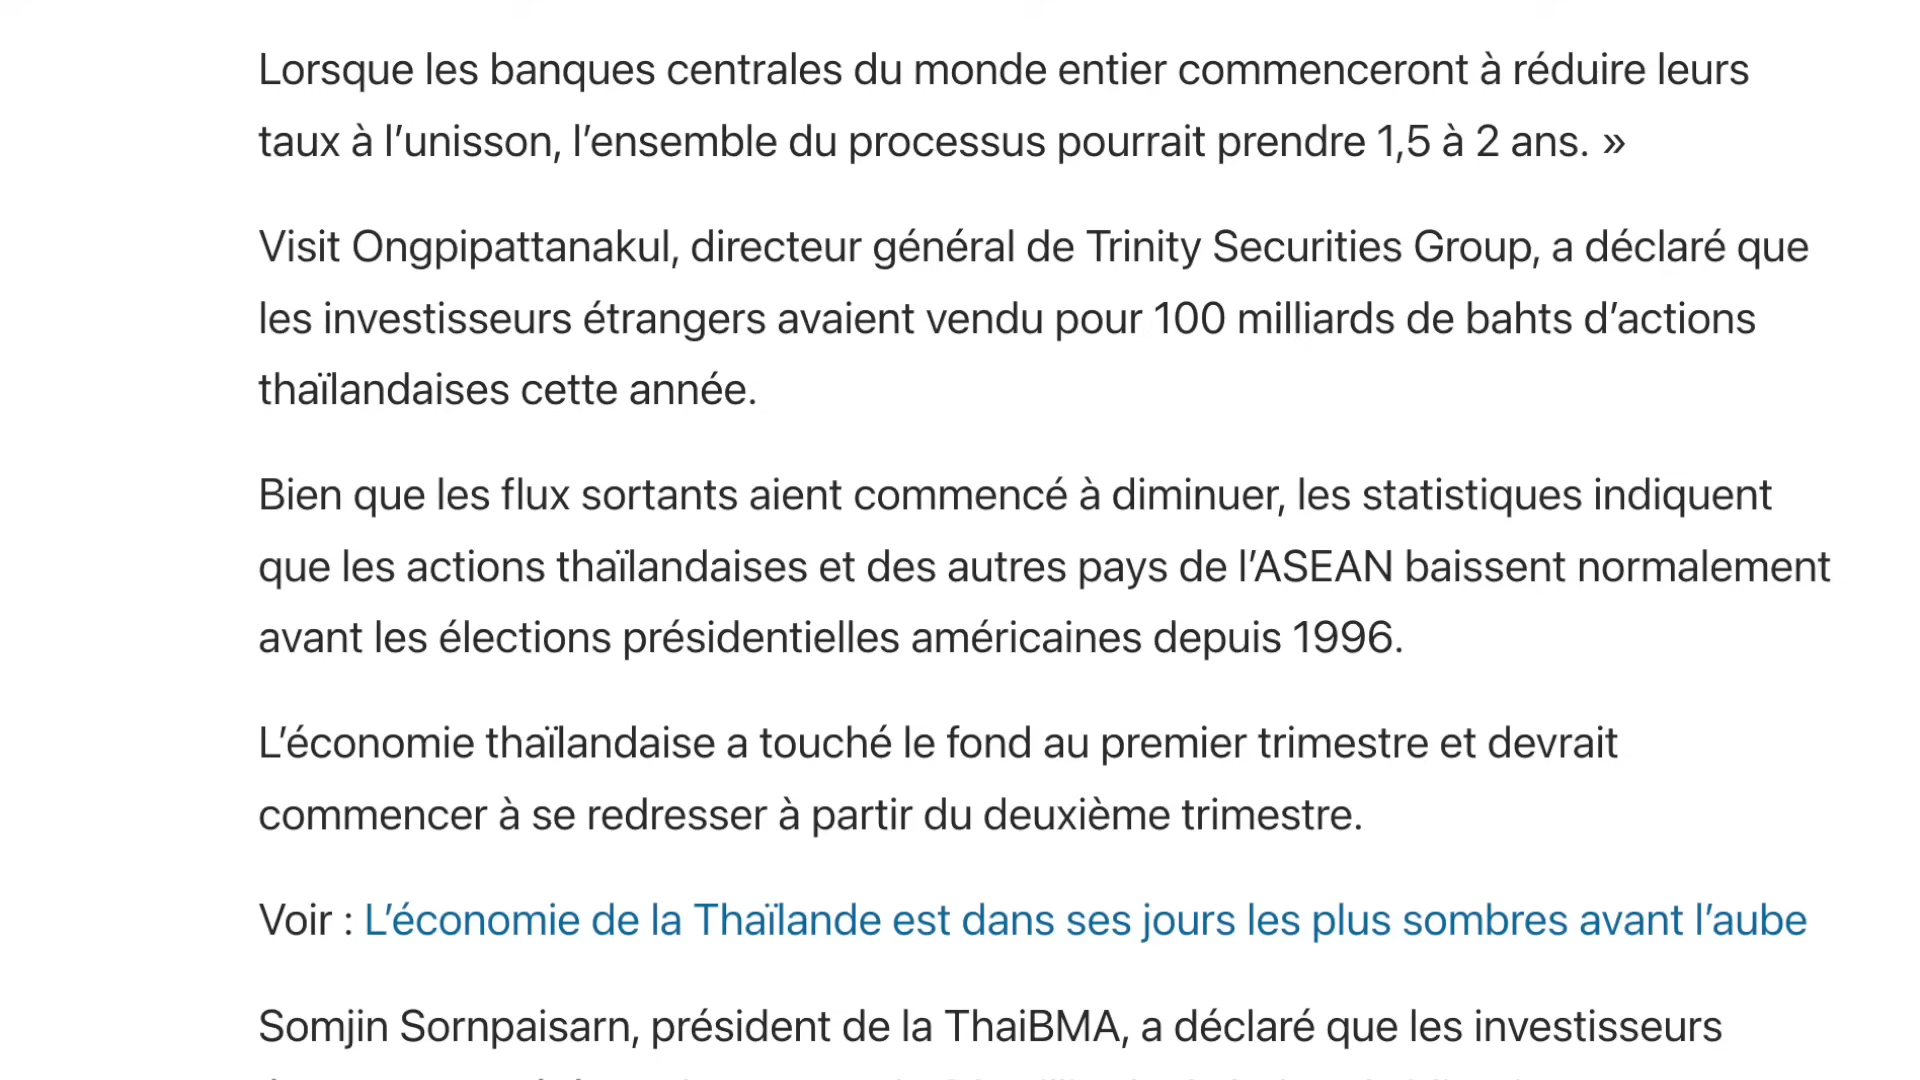 Lorsque les banques centrales du monde entier commenceront à réduire leurs
taux à l’unisson, l’ensemble du processus pourrait prendre 1,5 à 2 ans. »
Visit Ongpipattanakul, directeur général de Trinity Securities Group, a déclaré que
les investisseurs étrangers avaient vendu pour 100 milliards de bahts d’actions
thaïlandaises cette année.
Bien que les flux sortants aient commencé à diminuer, les statistiques indiquent
que les actions thaïlandaises et des autres pays de l’ASEAN baissent normalement
avant les élections présidentielles américaines depuis 1996.
L’économie thaïlandaise a touché le fond au premier trimestre et devrait
commencer à se redresser à partir du deuxième trimestre.
Voir : L’économie de la Thaïlande est dans ses jours les plus sombres avant l’aube
Somjin Sornpaisarn, président de la ThaiBMA, a déclaré que les investisseurs